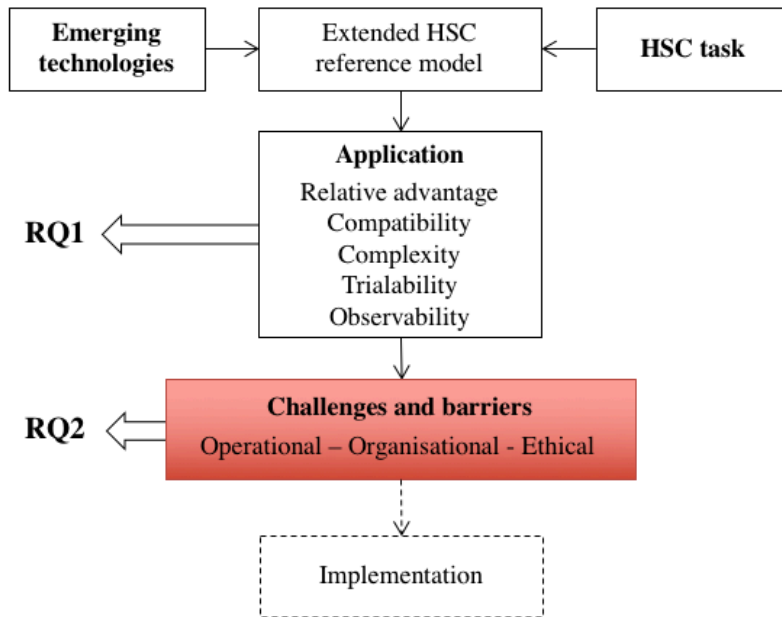 Emerging
technologies
Extended HSC
reference model
HSC task
Application
Relative advantage
Compatibility
Complexity
Trialability
Observability
RQ1
Challenges and barriers
Operational – Organisational - Ethical
RQ2
Implementation